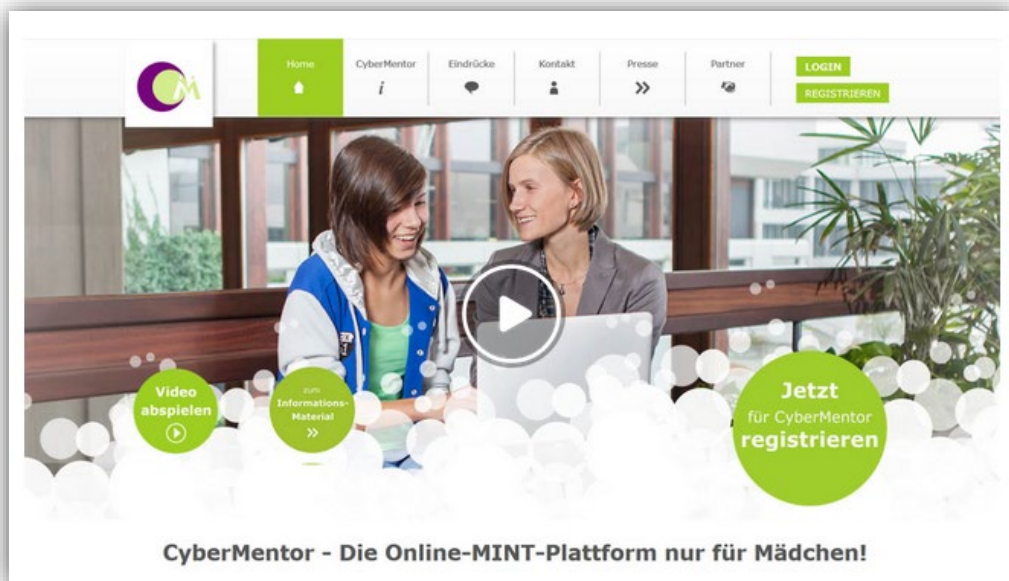 Home
CyberMentor
Eindrücke
Kontakt
Presse
Partner
LOGIN
REGISTRIEREN
Video
abspielen
zum
Informations-
Material
Jetzt
für CyberMentor
registrieren
CyberMentor - Die Online-MINT-Plattform nur für Mädchen!